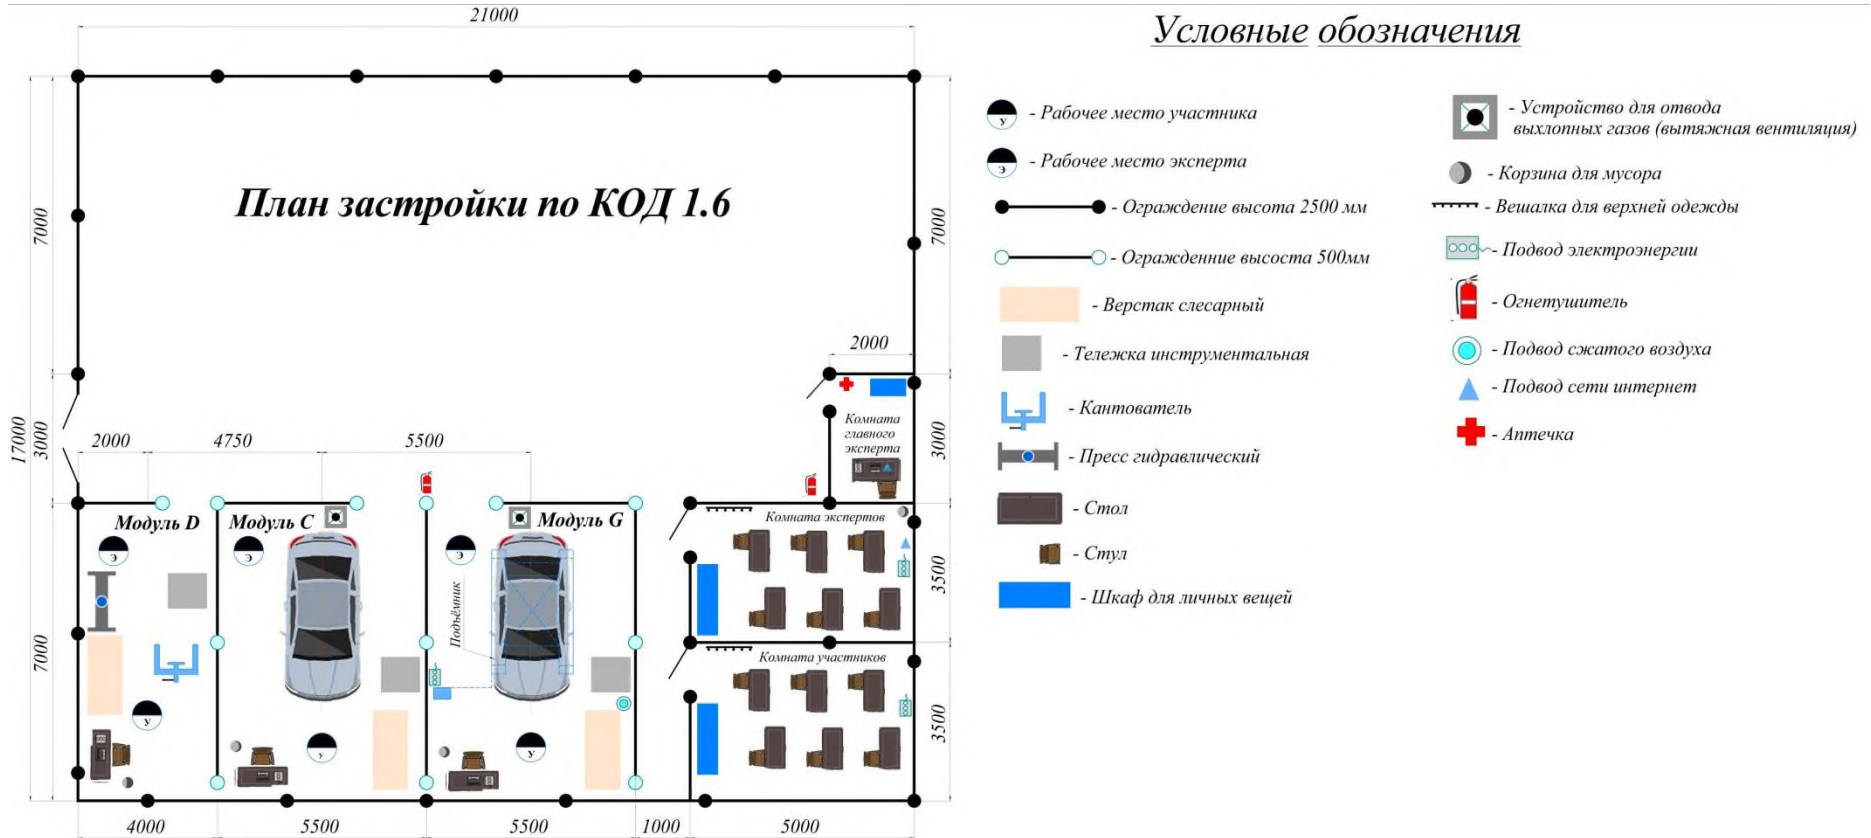 21000
Условные обозначения
План застройки по КОД 1.6
7000
3000
7000
17000
7000
3000
3500
3500
2000
2000
4750
5500
Комната
главного
эксперта
Модуль D
Модуль С
Модуль G
Комната экспертов
Комната участников
Подъёмник
Э
Э
Э
У
У
У
4000
5500
5500
1000
5000
У
- Рабочее место участника
Э
- Рабочее место эксперта
- Ограждение высота 2500 мм
- Огражденние высоста 500мм
- Верстак слесарный
- Тележка инструментальная
- Кантователь
- Пресс гидравлический
- Стол
- Стул
- Шкаф для личных вещей
- Устройство для отвода
выхлопных газов (вытяжная вентиляция)
- Корзина для мусора
- Вешалка для верхней одежды
- Подвод электроэнергии
- Огнетушитель
- Подвод сжатого воздуха
- Подвод сети интернет
- Аптечка